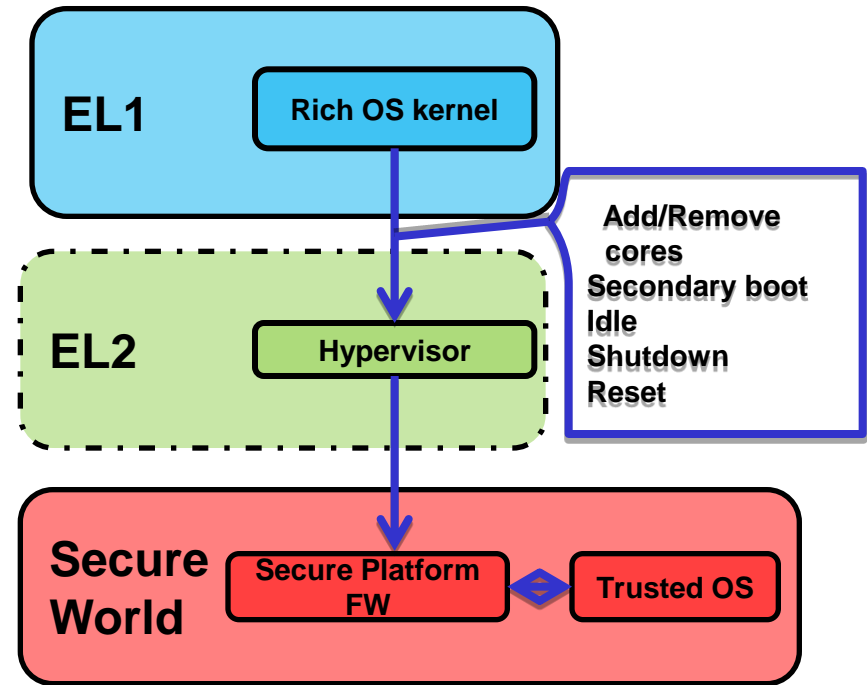 EL1
Rich OS kernel
Add/Remove
cores
Secondary boot
Idle
Shutdown
Reset
EL2
Hypervisor
Secure
World
Secure Platform
FW
Trusted OS